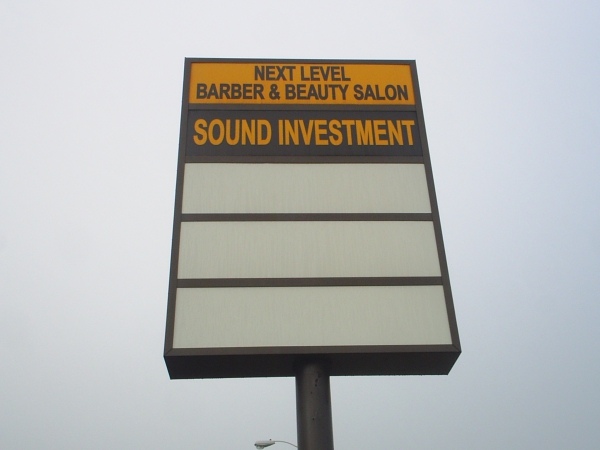 NEXT LEVEL
BARBER & BEAUTY SALON
SOUND INVESTMENT